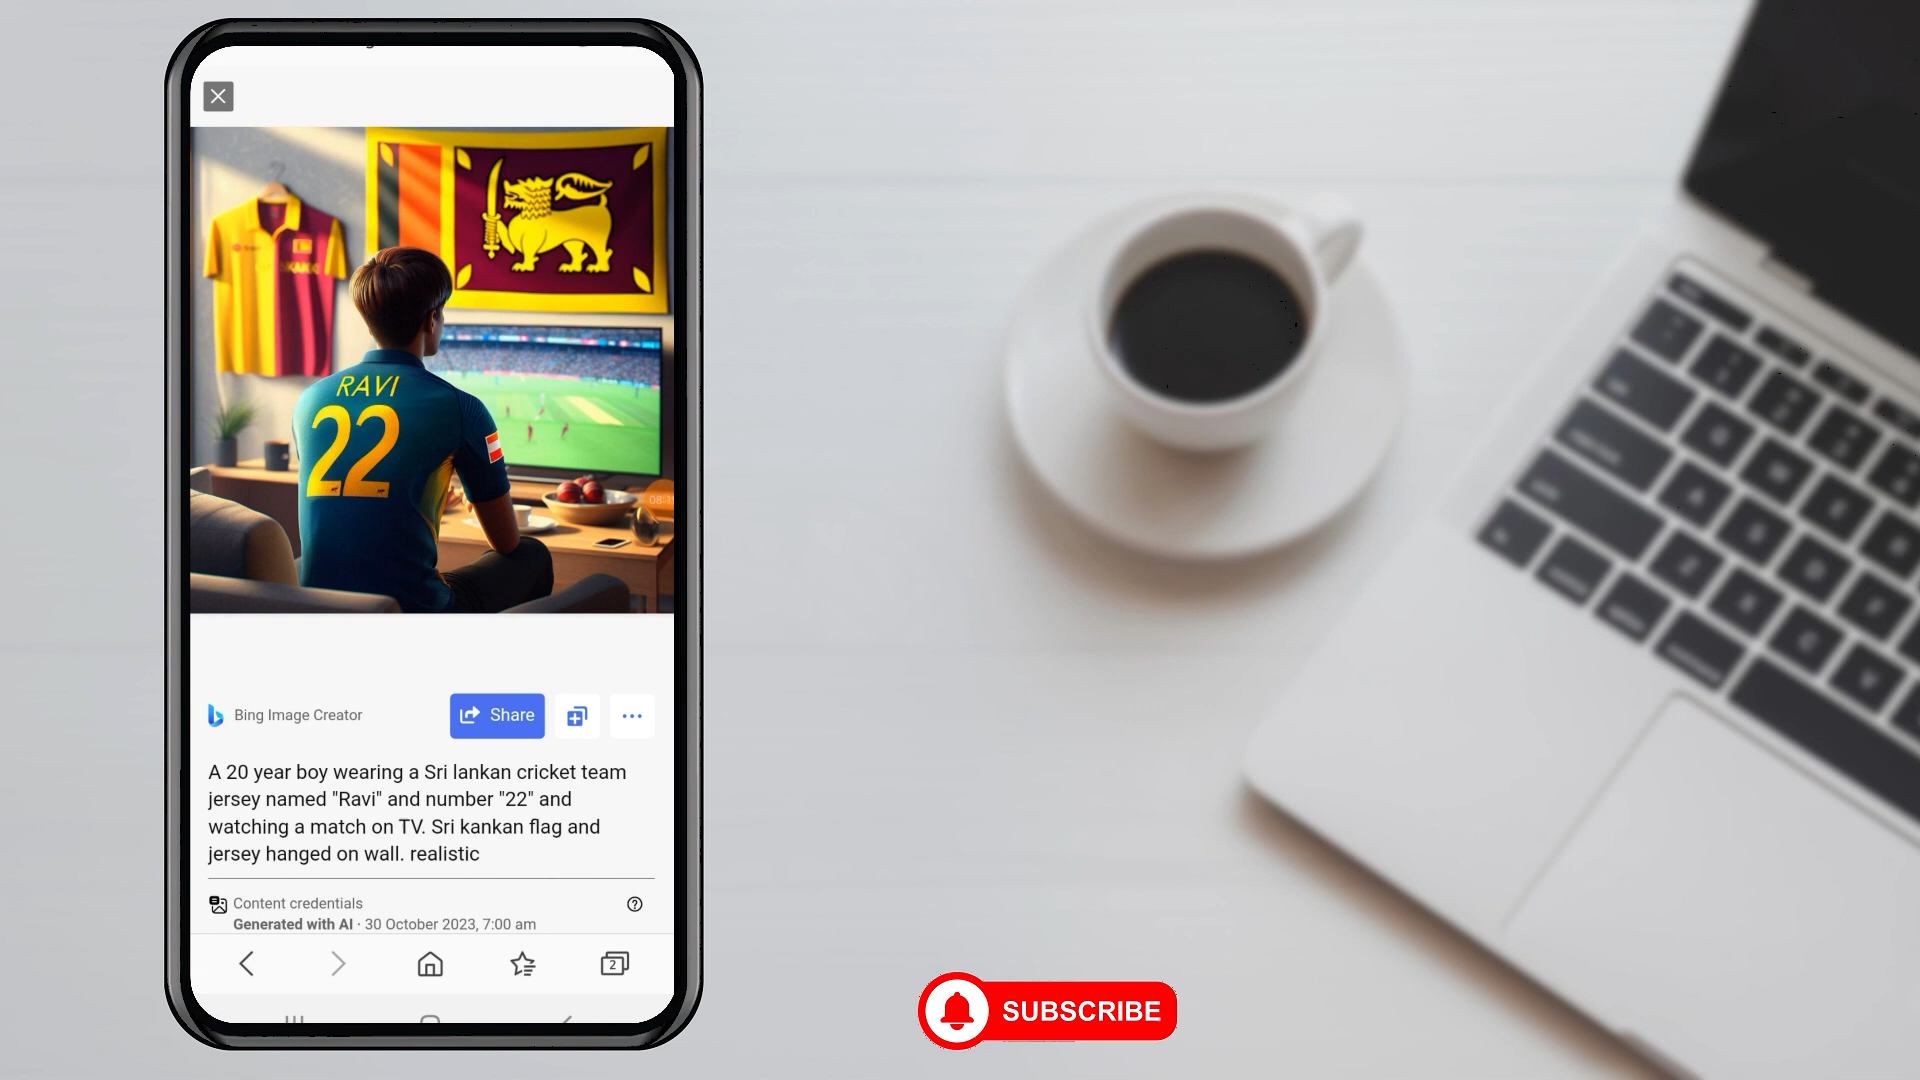 RAVI
22
08:1
Bing Image Creator
Share
A 20 year boy wearing a Sri lankan cricket team
jersey named "Ravi" and number "22" and
watching a match on TV. Sri kankan flag and
jersey hanged on wall. realistic
Content credentials
Generated with AI · 30 October 2023, 7:00 am
2
SUBSCRIBE